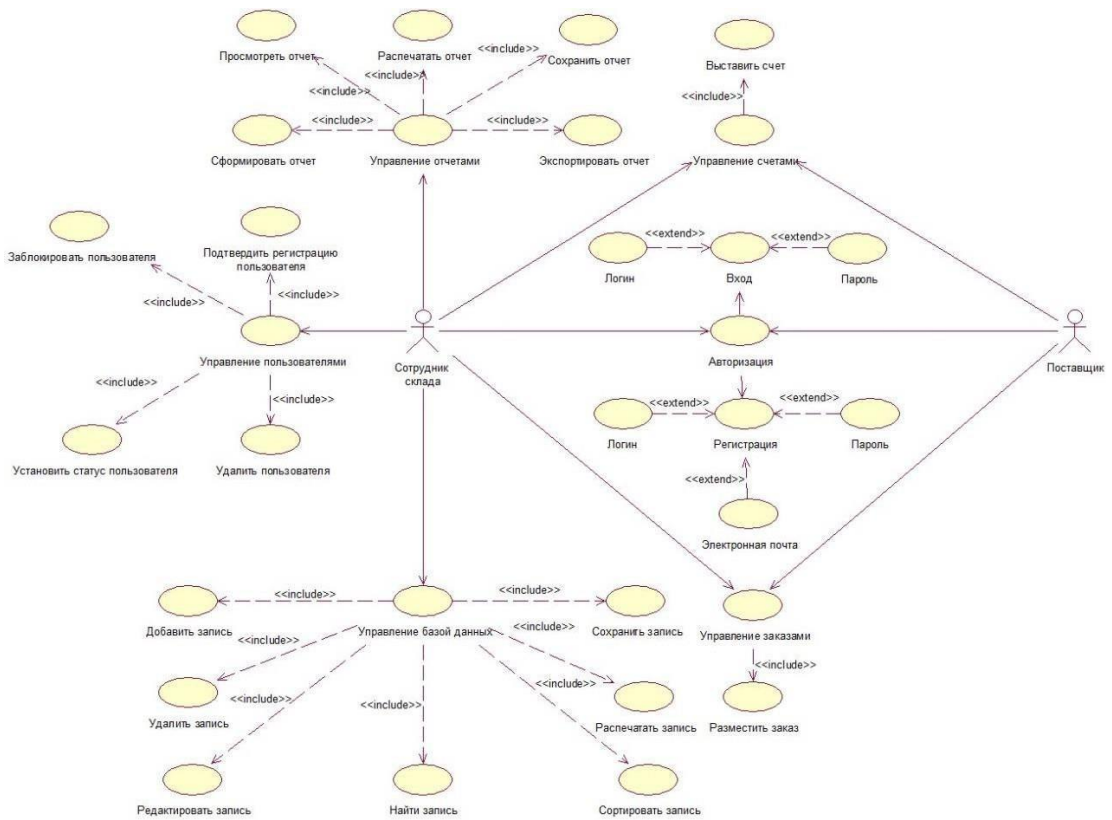 Просмотреть отчет
Распечатать отчет
<<include>>
Сохранить отчет
Выставить счет
<<include>>
<<include>>
<<include>>
<<include>>
<<include>>
Сформировать отчет
Управление отчетами
Экспортировать отчет
Управление счетами
Заблокировать пользователя
Подтвердить регистрацию
пользователя
<<extend>>
<<extend>>
Логин
Вход
Пароль
<<include>>
<<include>>
Управление пользователями
Сотрудник
склада
Авторизация
Поставщик
<<include>>
<<include>>
<<extend>>
<<extend>>
Установить статус пользователя
Удалить пользователя
Логин
Регистрация
Пароль
<<extend>>
Электронная почта
<<include>>
<<include>>
Добавить запись
Управление базой данных
Сохранить запись
Управление заказами
<<include>>
<<include>>
<<include>>
<<include>>
<<include>>
<<include>>
Удалить запись
Распечатать запись
Разместить заказ
Редактировать запись
Найти запись
Сортировать запись